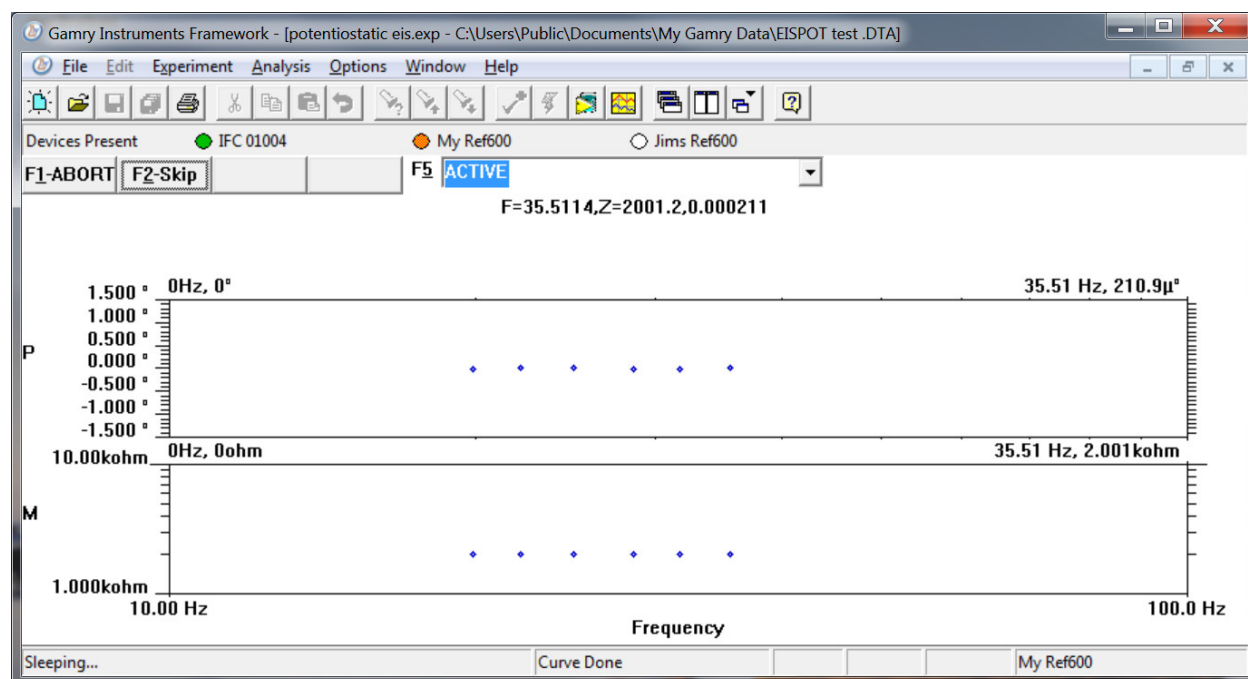 Gamry Instruments Framework - [potentiostatic eis.exp - C:\Users\Public\Documents\My Gamry Data\EISPOT test .DTA]
File Edit Experiment Analysis Options Window Help
Devices Present IFC 01004 My Ref600 Jims Ref600
F1-ABORT F2-Skip F5 ACTIVE
F=35.5114,Z=2001.2,0.000211
0Hz, 0° 35.51 Hz, 210.9µ°
1.500 °
1.000 °
0.500 °
P
0.000 °
-0.500 °
-1.000 °
-1.500 °
0Hz, 0ohm 35.51 Hz, 2.001kohm
10.00kohm
M
1.000kohm
10.00 Hz 100.0 Hz
Frequency
Sleeping... Curve Done My Ref600